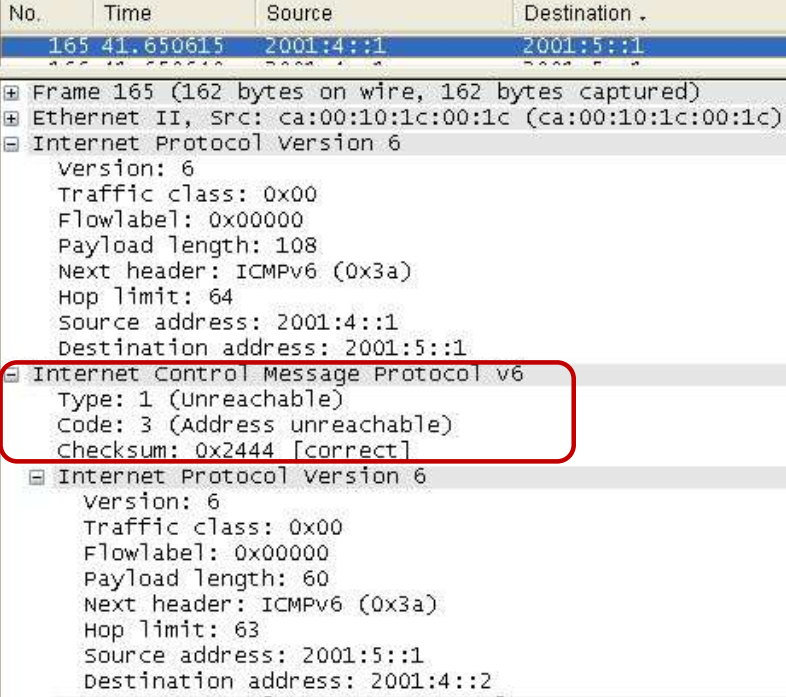 No. Time Source Destination .
165 41.650615 2001:4::1 2001:5::1
Frame 165 (162 bytes on wire, 162 bytes captured)
Ethernet II, Src: ca:00:10:1c:00:1c (ca:00:10:1c:00:1c)
Internet Protocol Version 6
Version: 6
Traffic class: 0x00
Flowlabel: 0x00000
Payload length: 108
Next header: ICMPv6 (0x3a)
Hop limit: 64
Source address: 2001:4::1
Destination address: 2001:5::1
Internet Control Message Protocol v6
Type: 1 (Unreachable)
Code: 3 (Address unreachable)
Checksum: 0x2444 [correct]
Internet Protocol Version 6
Version: 6
Traffic class: 0x00
Flowlabel: 0x00000
Payload length: 60
Next header: ICMPv6 (0x3a)
Hop limit: 63
Source address: 2001:5::1
Destination address: 2001:4::2